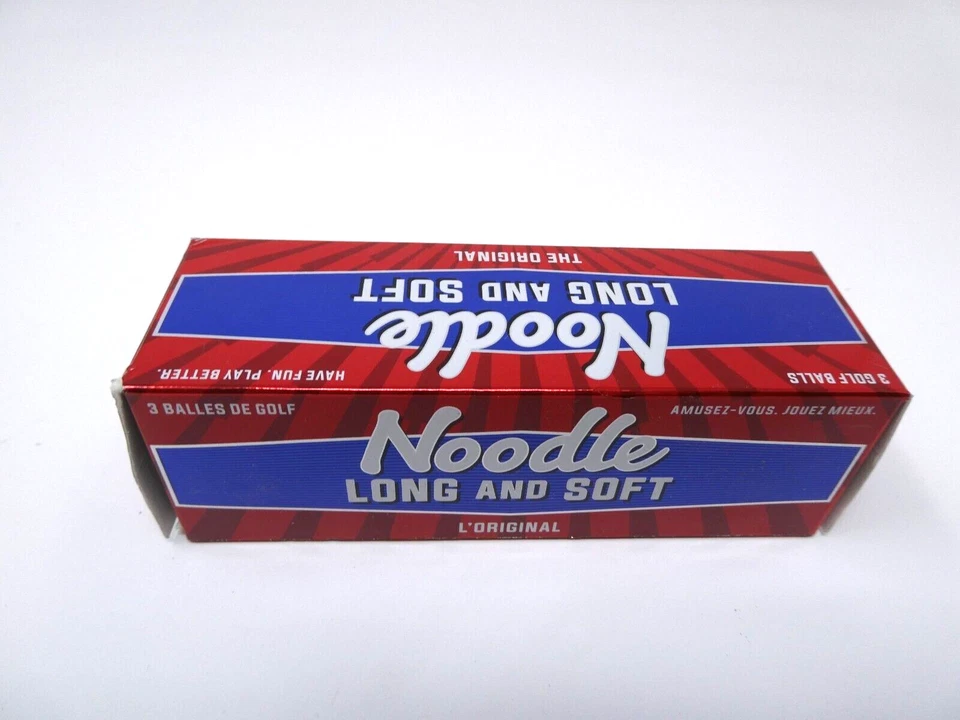 THE ORIGINAL
Noodle
LONG AND SOFT
HAVE FUN. PLAY BETTER.
3 GOLF BALLS
3 BALLES DE GOLF
AMUSEZ-VOUS. JOUEZ MIEUX.
Noodle
LONG AND SOFT
L'ORIGINAL